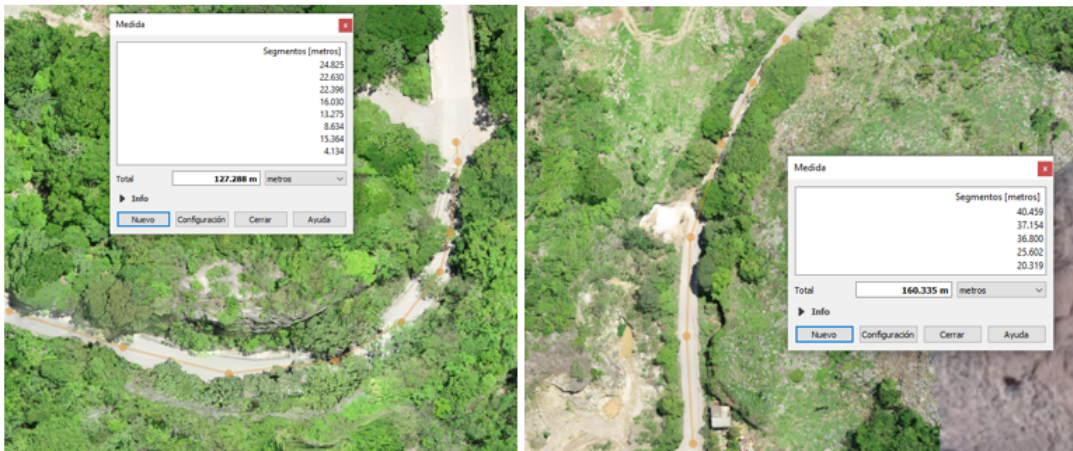 Medida
x
Segmentos [metros]
24.825
22.630
22.396
16.030
13.275
8.634
15.364
4.134
Total 127.288 m metros
Info
Nuevo Configuración Cerrar Ayuda
Medida
x
Segmentos [metros]
40.459
37.154
36.800
25.602
20.319
Total 160.335 m metros
Info
Nuevo Configuración Cerrar Ayuda